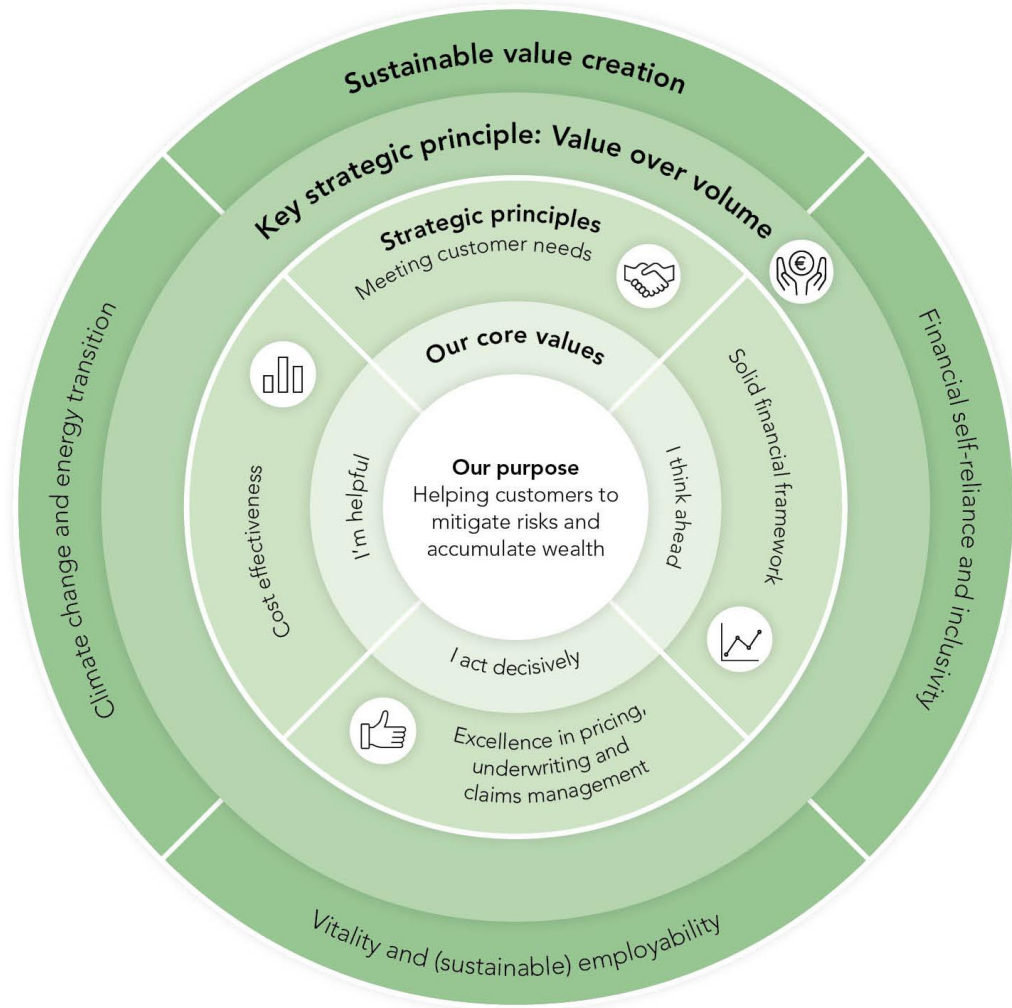 Sustainable value creation
Key strategic principle: Value over volume
Strategic principles
Meeting customer needs
Our core values
Our purpose
Helping customers to
mitigate risks and
accumulate wealth
I'm helpful
I think ahead
I act decisively
Cost effectiveness
Solid financial framework
Excellence in pricing,
underwriting and
claims management
Climate change and energy transition
Financial self-reliance and inclusivity
Vitality and (sustainable) employability
€